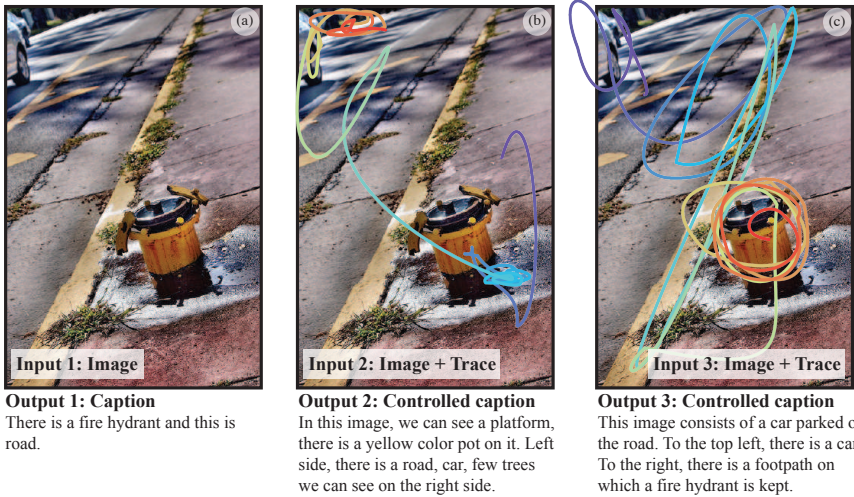 (a)
(b)
(c)
Input 1: Image
Input 2: Image + Trace
Input 3: Image + Trace
Output 1: Caption
There is a fire hydrant and this is
road.
Output 2: Controlled caption
In this image, we can see a platform,
there is a yellow color pot on it. Left
side, there is a road, car, few trees
we can see on the right side.
Output 3: Controlled caption
This image consists of a car parked o
the road. To the top left, there is a car
To the right, there is a footpath on
which a fire hydrant is kept.